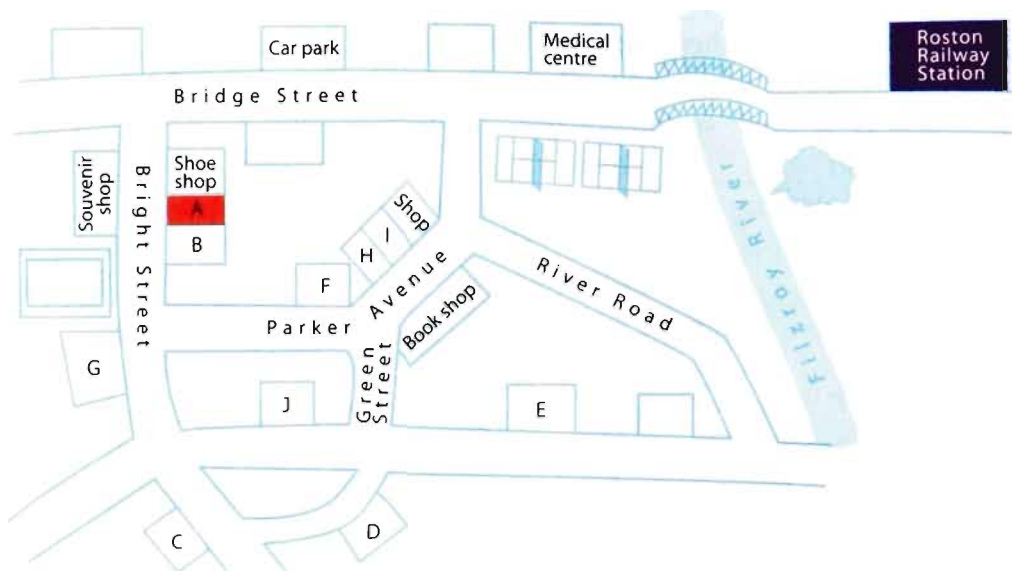 Car park
Medical
centre
Roston
Railway
Station
Bridge Street
Souvenir
shop
Bright Street
Shoe
shop
A
B
Shop
I
H
F
Parker Avenue
Book shop
River Road
Fitzroy River
G
J
Green
Street
E
C
D